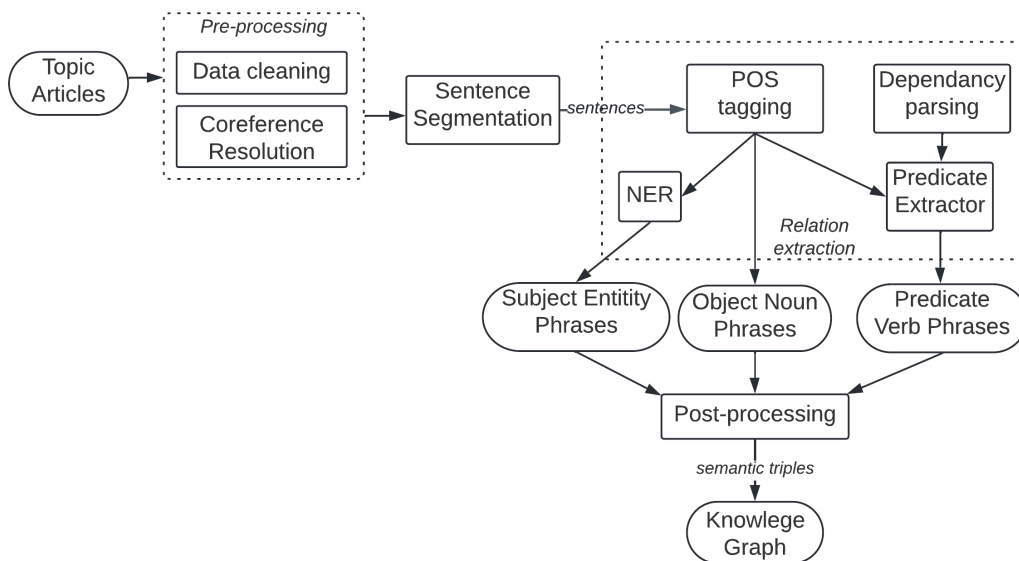 Pre-processing
Topic
Articles
Data cleaning
Coreference
Resolution
Sentence
Segmentation
sentences
POS
tagging
Dependancy
parsing
NER
Predicate
Extractor
Relation
extraction
Subject Entitity
Phrases
Object Noun
Phrases
Predicate
Verb Phrases
Post-processing
semantic triples
Knowlege
Graph